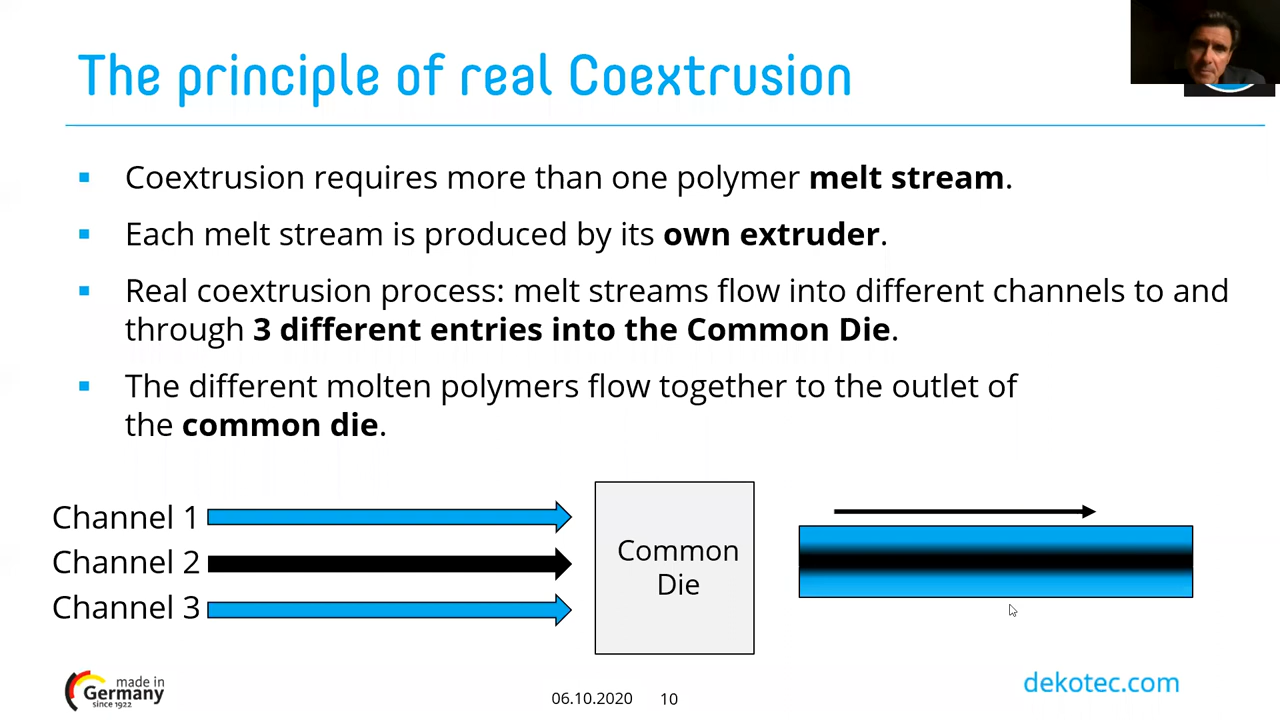 The principle of real Coextrusion
Coextrusion requires more than one polymer melt stream.
Each melt stream is produced by its own extruder.
Real coextrusion process: melt streams flow into different channels to and
through 3 different entries into the Common Die.
The different molten polymers flow together to the outlet of
the common die.
Channel 1
Channel 2
Channel 3
Common
Die
made in
Germany
since 1922
06.10.2020
10
dekotec.com